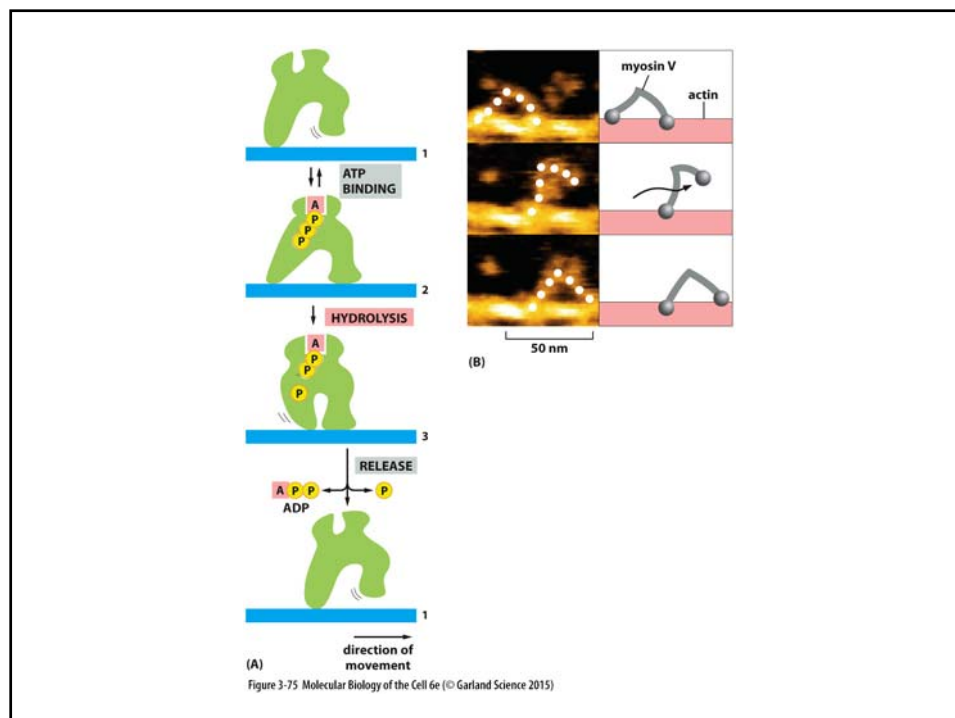 1
ATP
BINDING
A
P
P
P
2
HYDROLYSIS
A
P
P
P
3
RELEASE
A P P
P
ADP
1
direction of
movement
(A)
myosin V
actin
50 nm
(B)
Figure 3-75 Molecular Biology of the Cell 6e (© Garland Science 2015)